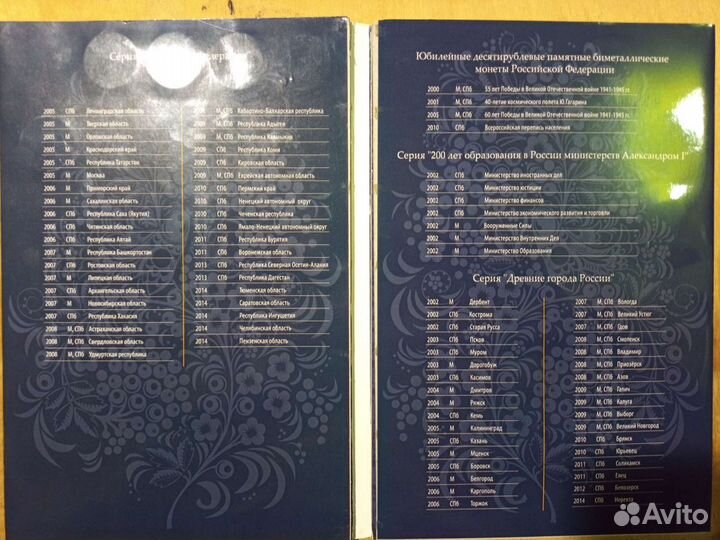 Серия
2005 СПб Ленинградская область
2005 М Тверская область
2005 М Орловская область
2005 М Краснодарский край
2005 СПб Республика Татарстан
2005 М Москва
2006 М Приморский край
2006 М Сахалинская область
2006 СПб Республика Саха (Якутия)
2006 СПб Читинская область
2006 СПб Республика Алтай
2007 М Республика Башкортостан
2007 СПб Ростовская область
2007 М Липецкая область
2007 СПб Архангельская область
2007 М Новосибирская область
2007 СПб Республика Хакасия
2008 М, СПб Астраханская область
2008 М, СПб Свердловская область
2008 М, СПб Удмуртская республика
М, СПб Кабартино-Балкарская республика
2009 М, СПб Республика Адыгея
2009 М, СПб Республика Калмыкия
2009 СПб Республика Коми
2009 СПб Кировская область
2009 М, СПб Еврейская автономная область
2010 СПб Пермский край
2010 СПб Ненецкий автономный округ
2010 СПб Чеченская республика
2010 СПб Ямало-Ненецкий автономный округ
2011 СПб Республика Бурятия
2011 СПб Воронежская область
2013 СПб Республика Северная Осетия-Алания
2013 СПб Республика Дагестан
2014 Тюменская область
2014 Саратовская область
2014 Республика Ингушетия
2014 Челябинская область
2014 Пензенская область
Юбилейные десятирублевые памятные биметаллические
монеты Российской Федерации
2000 М, СПб 55 лет Победы в Великой Отечественной войне 1941-1945 гг.
2001 М, СПб 40-летие космического полета Ю.Гагарина
2005 М, СПб 60 лет Победы в Великой Отечественной войне 1941-1945 гг.
2010 СПб Всероссийская перепись населения
Серия "200 лет образования в России министерств Александром I"
2002 СПб Министерство иностранных дел
2002 СПб Министерство юстиции
2002 СПб Министерство финансов
2002 СПб Министерство экономического развития и торговли
2002 М Вооруженные Силы
2002 М Министерство Внутренних Дел
2002 М Министерство Образования
Серия "Древние города России"
2002 М Дербент
2002 СПб Кострома
2002 СПб Старая Русса
2003 СПб Псков
2003 СПб Муром
2003 М Дорогобуж
2003 СПб Касимов
2004 М Дмитров
2004 М Ряжск
2004 СПб Кемь
2005 М Калининград
2005 СПб Казань
2005 М Мценск
2005 СПб Боровск
2006 М Белгород
2006 М Каргополь
2006 СПб Торжок
2007 М, СПб Вологда
2007 М, СПб Великий Устюг
2007 М, СПб Гдов
2008 М, СПб Смоленск
2008 М, СПб Владимир
2008 М, СПб Приозёрск
2008 М, СПб Азов
2009 М, СПб Галич
2009 М, СПб Калуга
2009 М, СПб Выборг
2009 М, СПб Великий Новгород
2010 СПб Брянск
2010 СПб Юрьевец
2011 СПб Соликамск
2011 СПб Елец
2012 СПб Белозерск
2014 СПб Нерехта
Avito